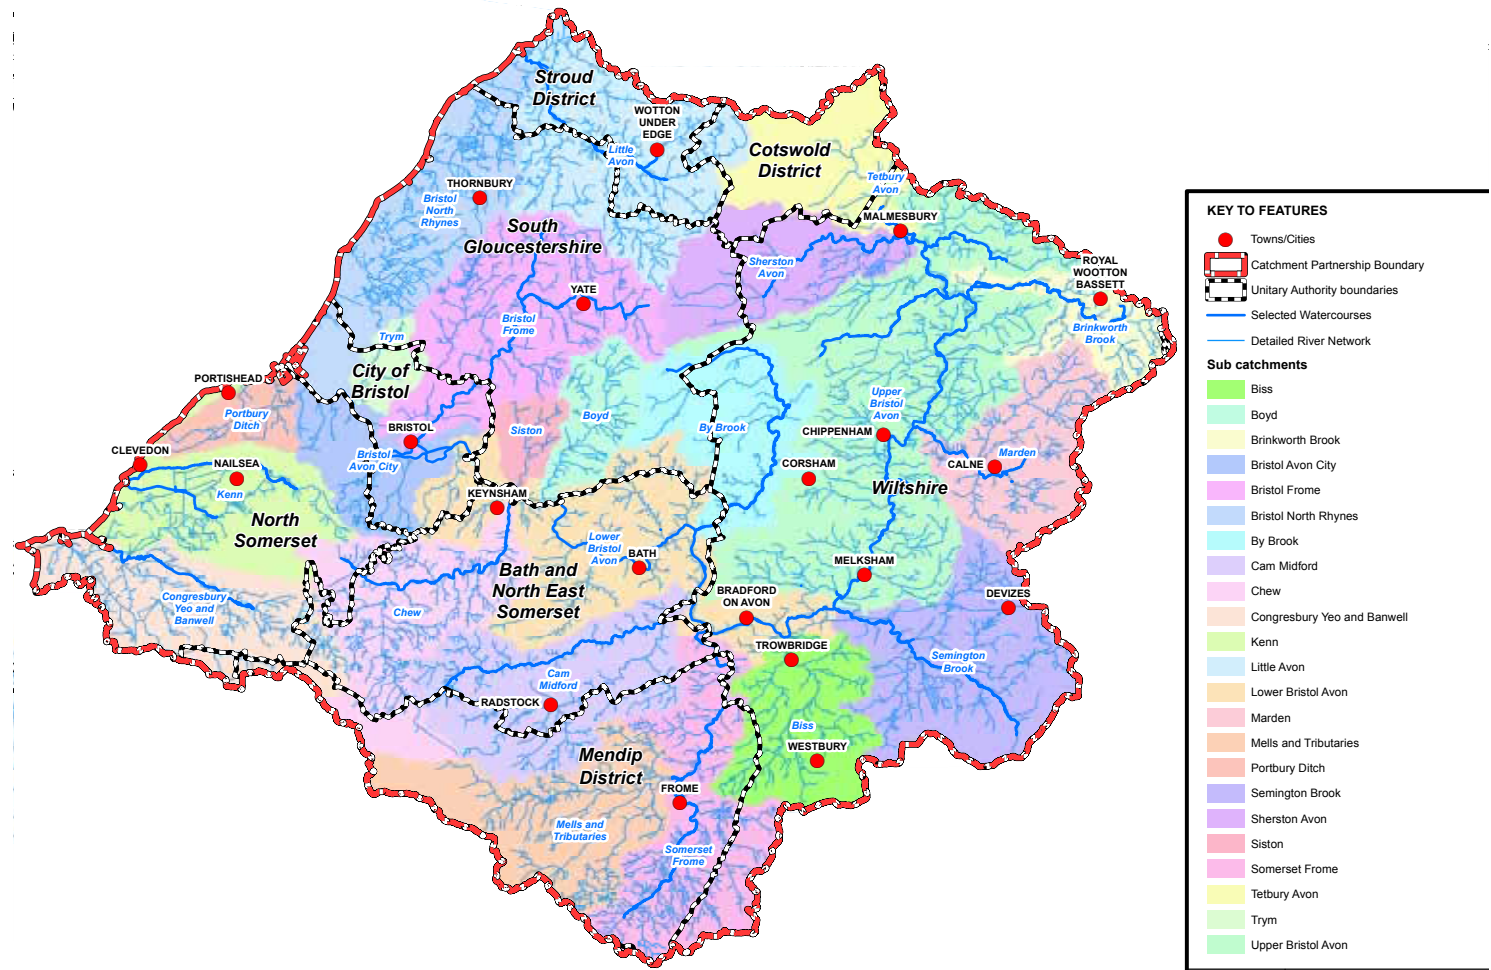 Stroud
District
WOTTON
UNDER
EDGE
Little
Avon
Cotswold
District
Tetbury
Avon
THORNBURY
Bristol
North
Rhynes
MALMESBURY
South
Gloucestershire
Sherston
Avon
ROYAL
WOOTTON
BASSETT
YATE
Bristol
Frome
Brinkworth
Brook
Trym
City of
Bristol
PORTISHEAD
Portbury
Ditch
Upper
Bristol
Avon
BRISTOL
Siston
Boyd
By Brook
CHIPPENHAM
Bristol
Avon City
CLEVEDON
NAILSEA
Kenn
CORSHAM
CALNE
Marden
Wiltshire
KEYNSHAM
North
Somerset
Lower
Bristol
Avon
BATH
Bath and
North East
Somerset
MELKSHAM
BRADFORD
ON AVON
DEVIZES
Congresbury
Yeo and
Banwell
Chew
TROWBRIDGE
Semington
Brook
Cam
Midford
RADSTOCK
Biss
WESTBURY
Mendip
District
FROME
Mells and
Tributaries
Somerset
Frome
KEY TO FEATURES
Towns/Cities
Catchment Partnership Boundary
Unitary Authority boundaries
Selected Watercourses
Detailed River Network
Sub catchments
Biss
Boyd
Brinkworth Brook
Bristol Avon City
Bristol Frome
Bristol North Rhynes
By Brook
Cam Midford
Chew
Congresbury Yeo and Banwell
Kenn
Little Avon
Lower Bristol Avon
Marden
Mells and Tributaries
Portbury Ditch
Semington Brook
Sherston Avon
Siston
Somerset Frome
Tetbury Avon
Trym
Upper Bristol Avon